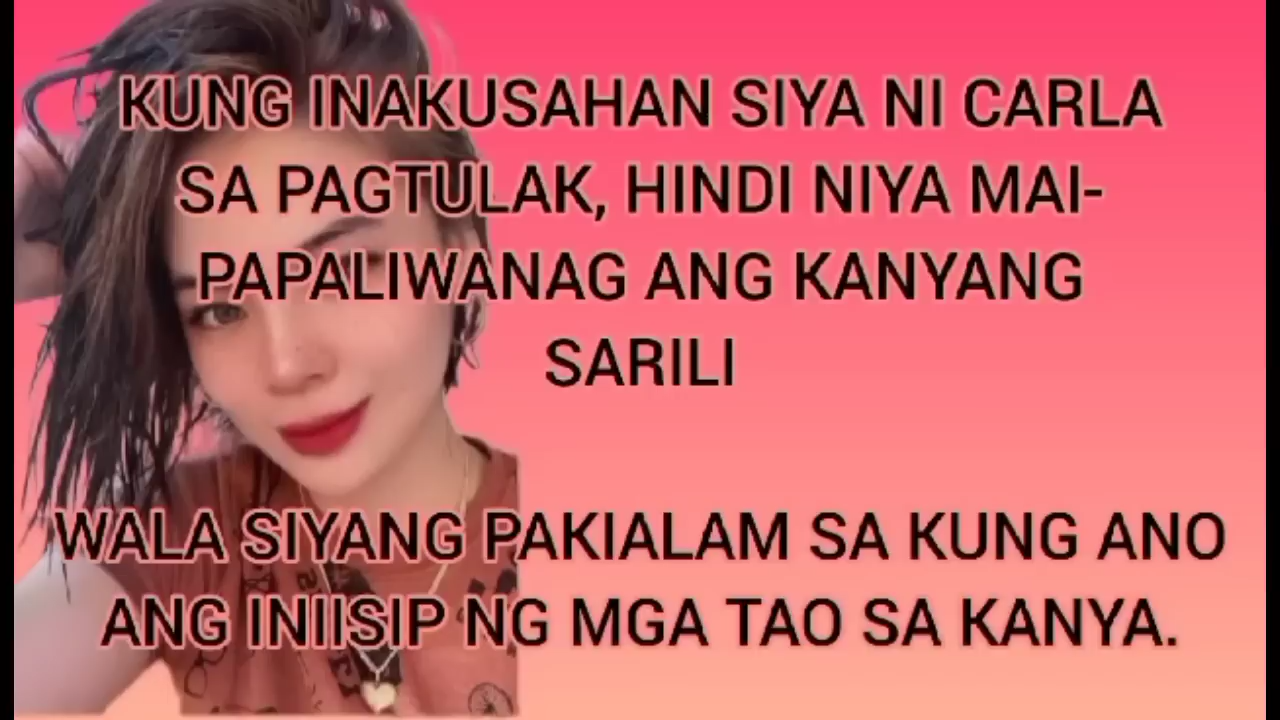 KUNG INAKUSAHAN SIYA NI CARLA
SA PAGTULAK, HINDI NIYA MAI-
PAPALIWANAG ANG KANYANG
SARILI
WALA SIYANG PAKIALAM SA KUNG ANO
ANG INIISIP NG MGA TAO SA KANYA.